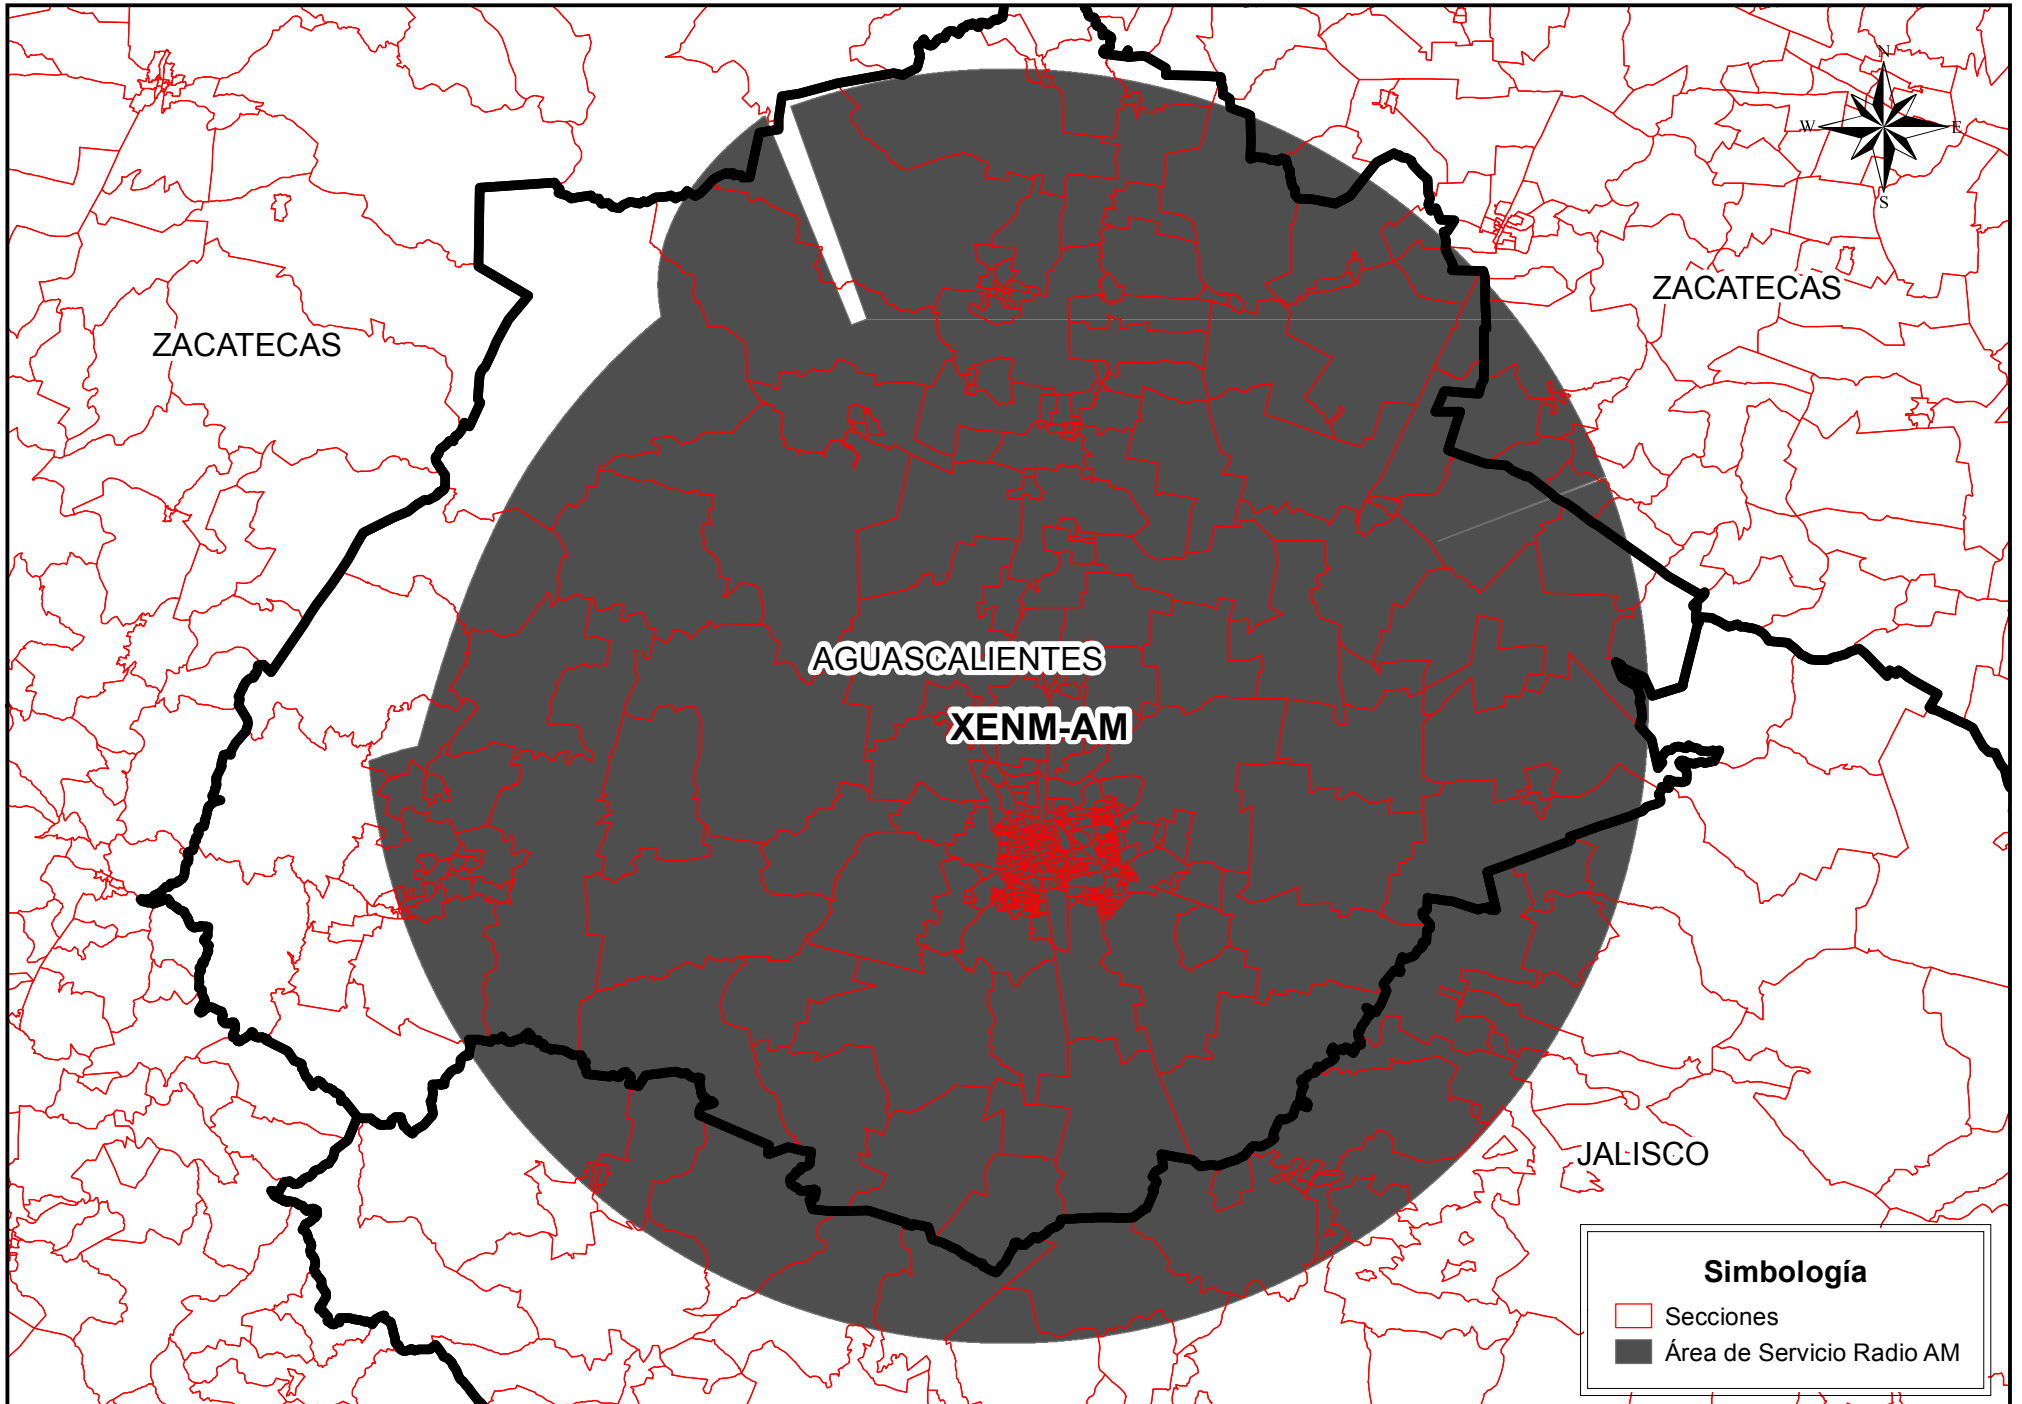 N
W E
S
ZACATECAS
ZACATECAS
AGUASCALIENTES
XENM-AM
JALISCO
Simbología
Secciones
Área de Servicio Radio AM